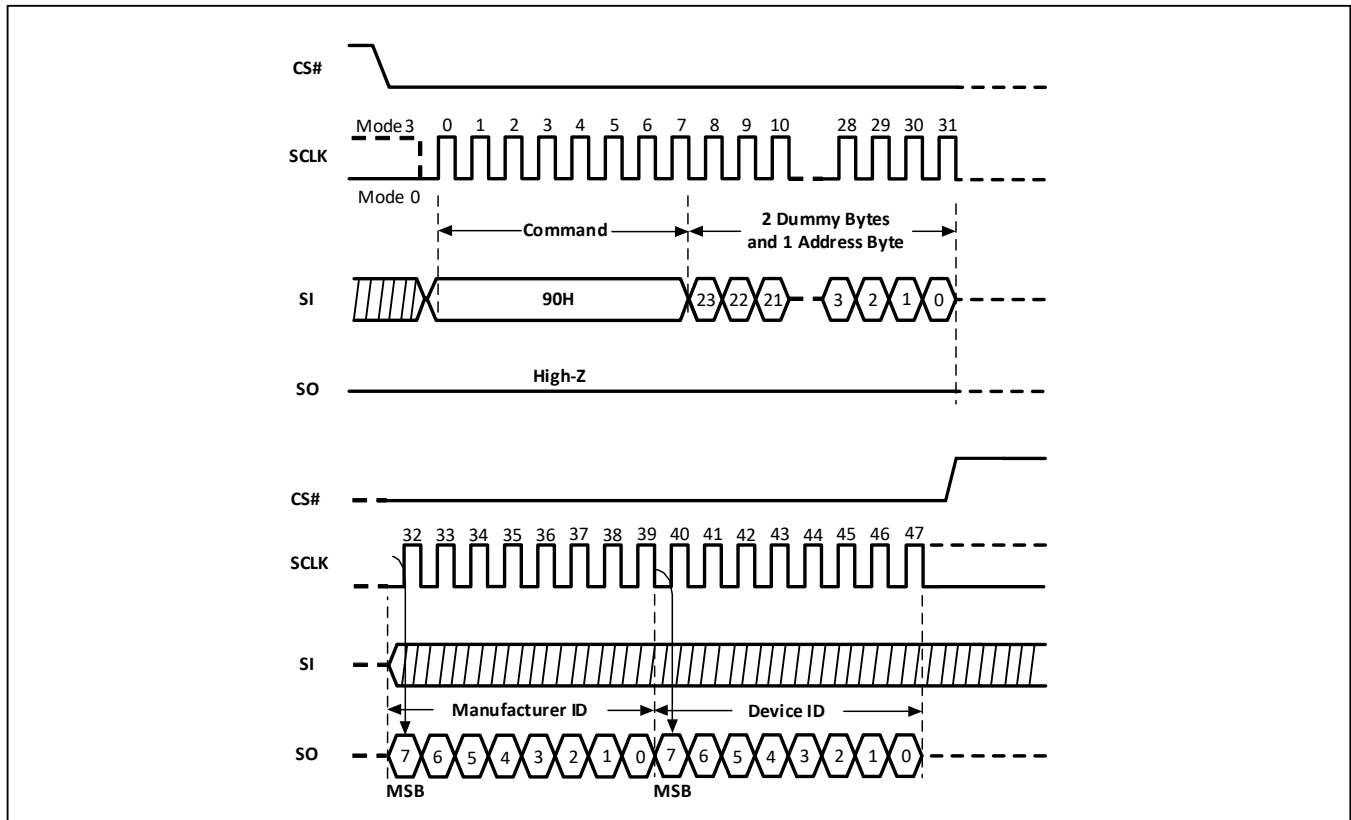 CS#
Mode 3 0 1 2 3 4 5 6 7 8 9 10 28 29 30 31
SCLK
Mode 0
Command
2 Dummy Bytes
and 1 Address Byte
SI 90H 23 22 21 3 2 1 0
High-Z
SO
CS#
32 33 34 35 36 37 38 39 40 41 42 43 44 45 46 47
SCLK
SI
Manufacturer ID Device ID
SO 7 6 5 4 3 2 1 0 7 6 5 4 3 2 1 0
MSB MSB